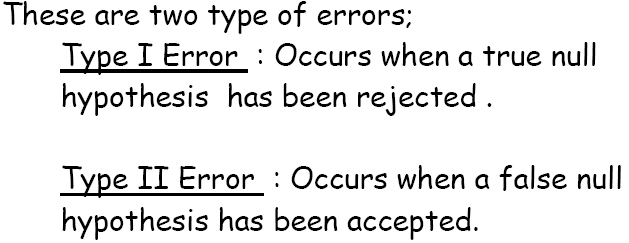 These are two type of errors;
Type I Error : Occurs when a true null
hypothesis has been rejected .
Type II Error : Occurs when a false null
hypothesis has been accepted.